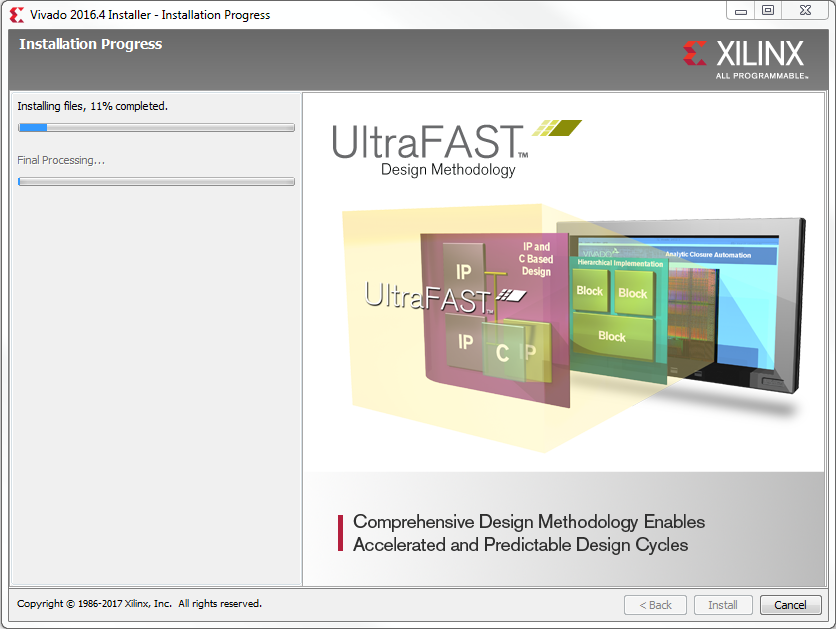 Vivado 2016.4 Installer - Installation Progress
Installation Progress
XILINX
ALL PROGRAMMABLE™
Installing files, 11% completed.
Final Processing...
UltraFAST™
Design Methodology
IP and
C Based
Design
IP
UltraFAST™
IP
C
IP
VIVADO
Analytic Closure Automation
Hierarchical Implementation
Block
Block
Block
Comprehensive Design Methodology Enables
Accelerated and Predictable Design Cycles
Copyright © 1986-2017 Xilinx, Inc. All rights reserved.
< Back
Install
Cancel